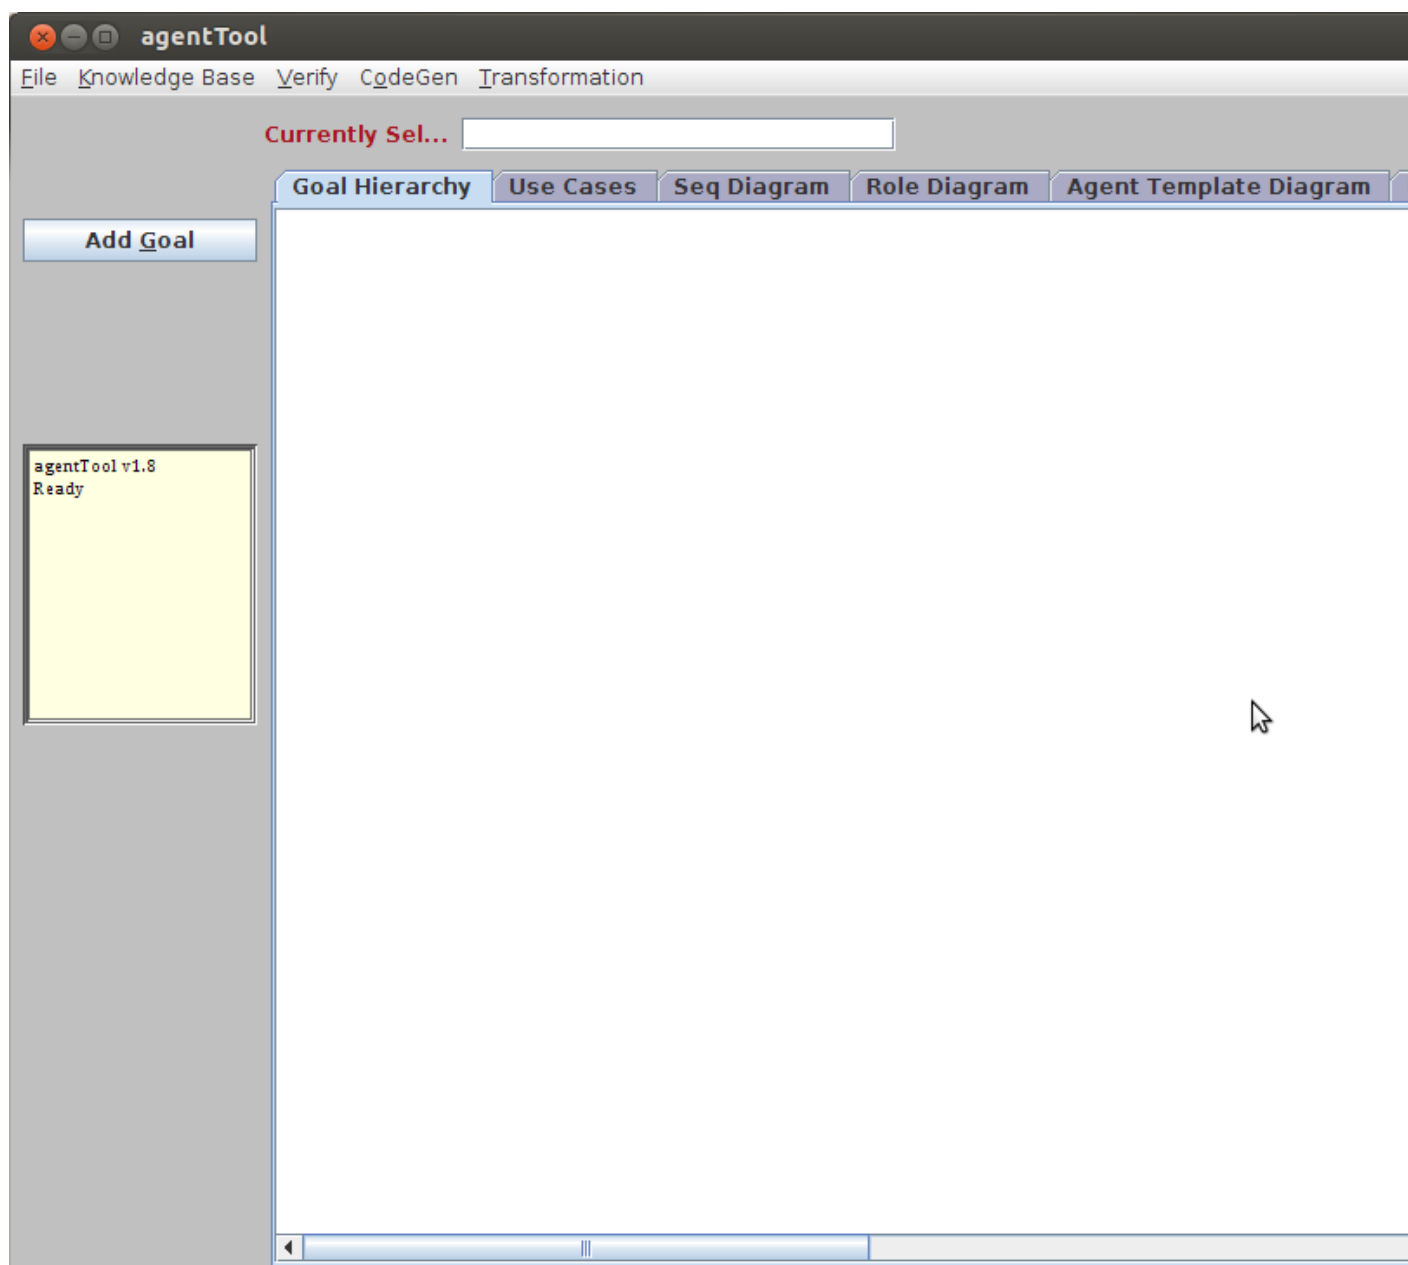 agentTool
File Knowledge Base Verify CodeGen Transformation
Currently Sel...
Goal Hierarchy Use Cases Seq Diagram Role Diagram Agent Template Diagram
Add Goal
agentTool v1.8
Ready